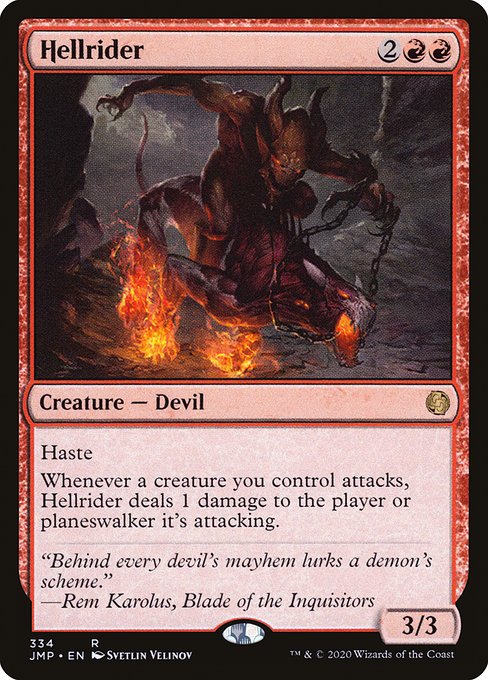 Hellrider 2
Creature — Devil
Haste
Whenever a creature you control attacks,
Hellrider deals 1 damage to the player or
planeswalker it's attacking.
“Behind every devil's mayhem lurks a demon's
scheme.”
—Rem Karolus, Blade of the Inquisitors
3/3
334 R
JMP • EN Svetlin Velinov
™ & © 2020 Wizards of the Coast